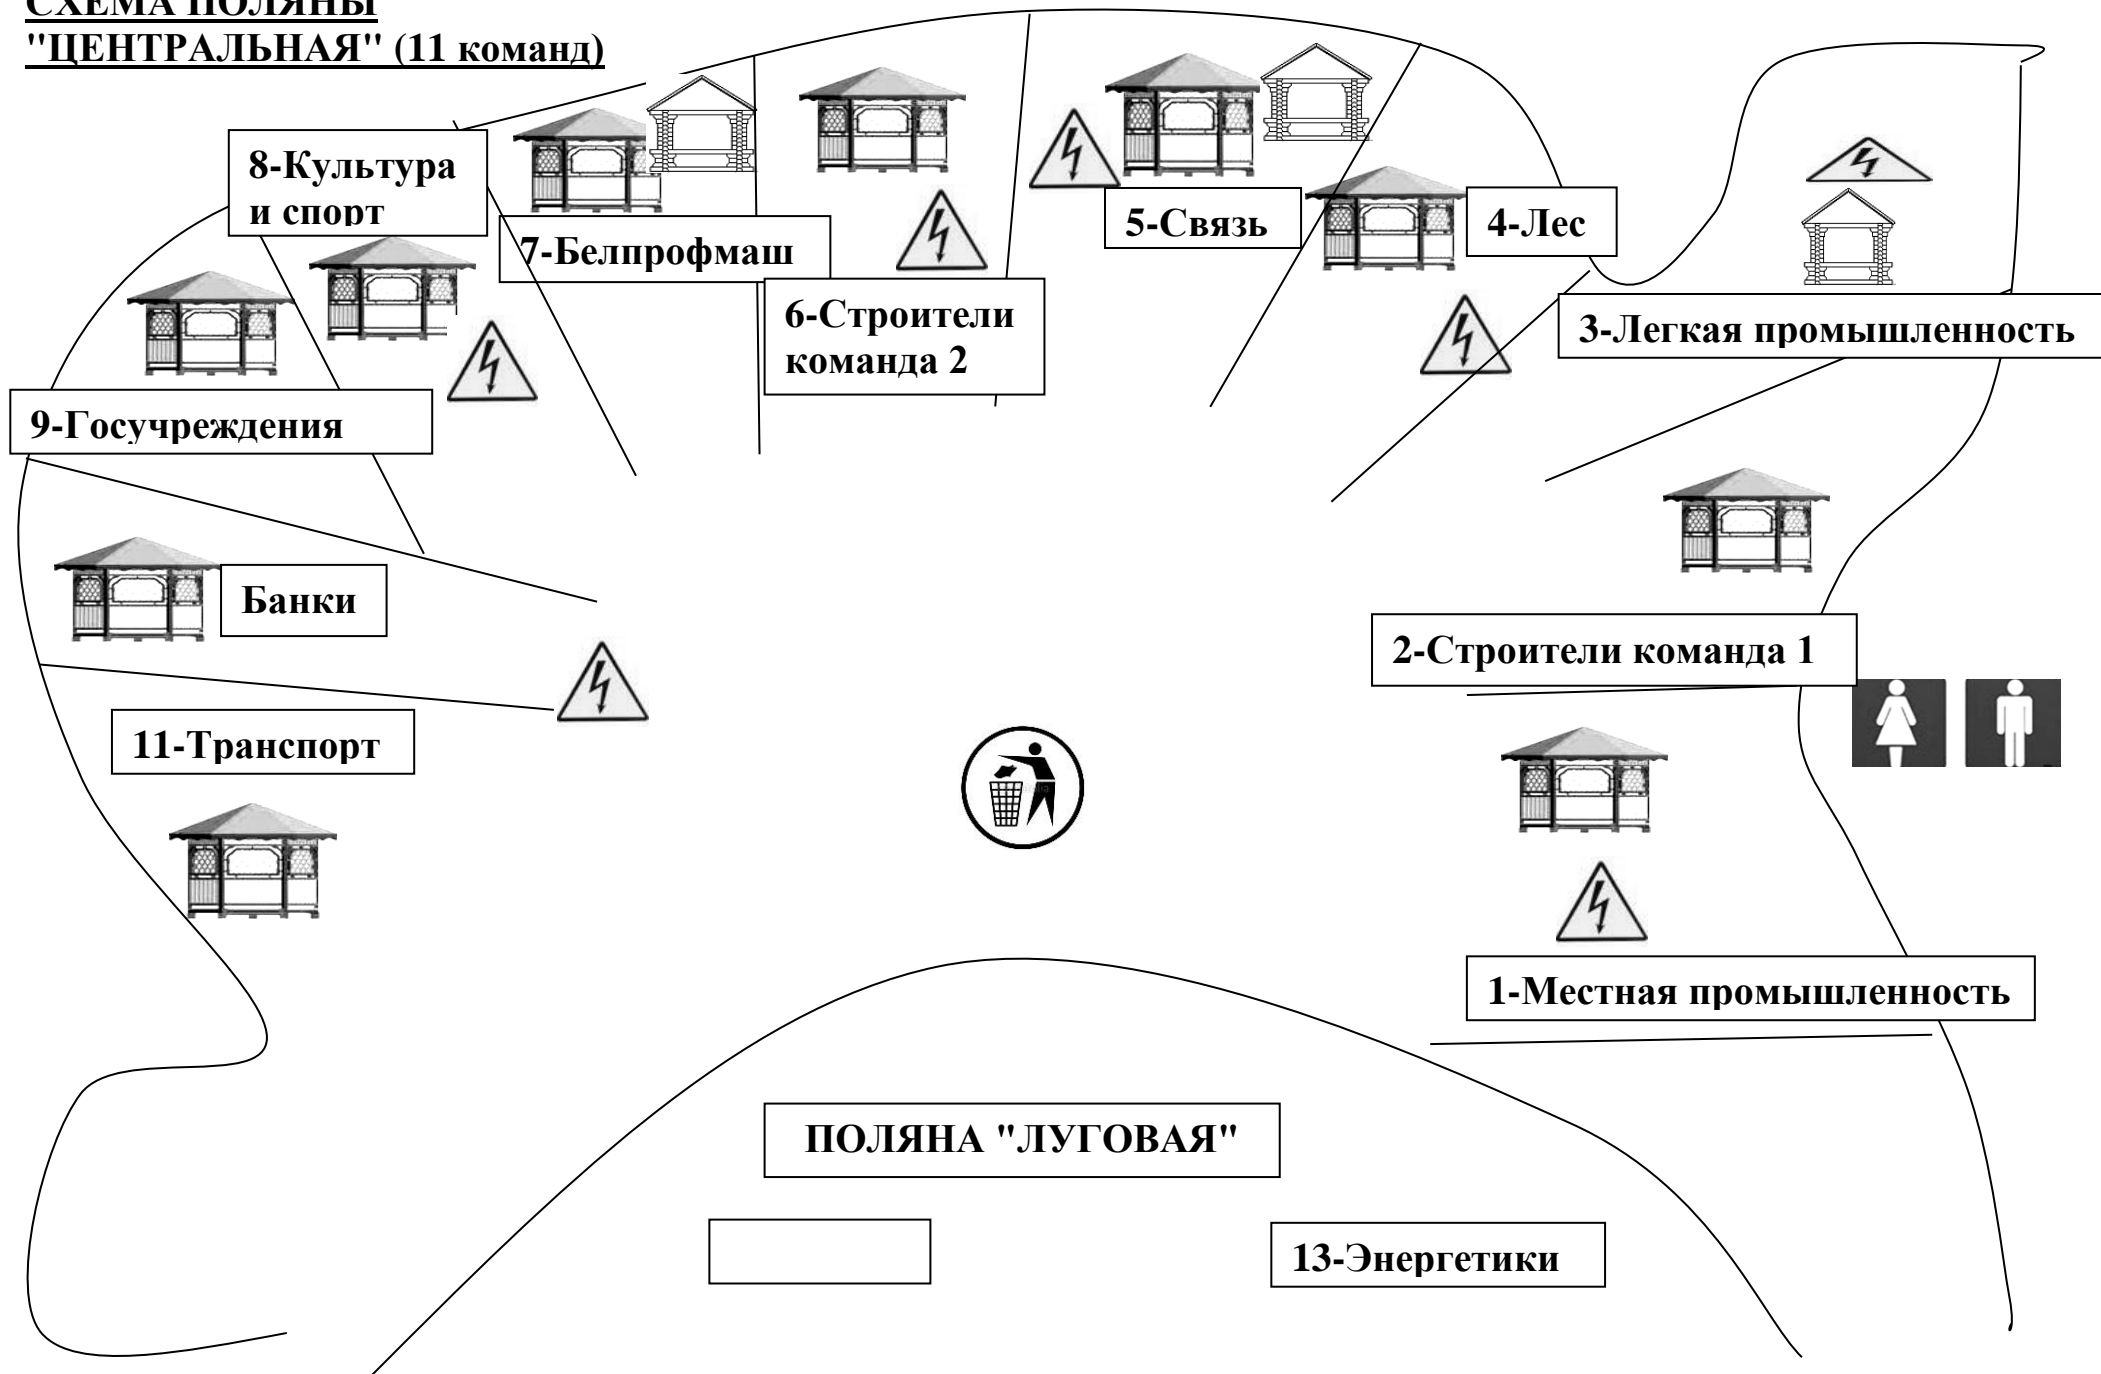 СХЕМА ПОЛЯНЫ
"ЦЕНТРАЛЬНАЯ" (11 команд)
8-Культура
и спорт
7-Белпрофмаш
6-Строители
команда 2
5-Связь
4-Лес
3-Легкая промышленность
9-Госучреждения
Банки
2-Строители команда 1
11-Транспорт
1-Местная промышленность
ПОЛЯНА "ЛУГОВАЯ"
13-Энергетики